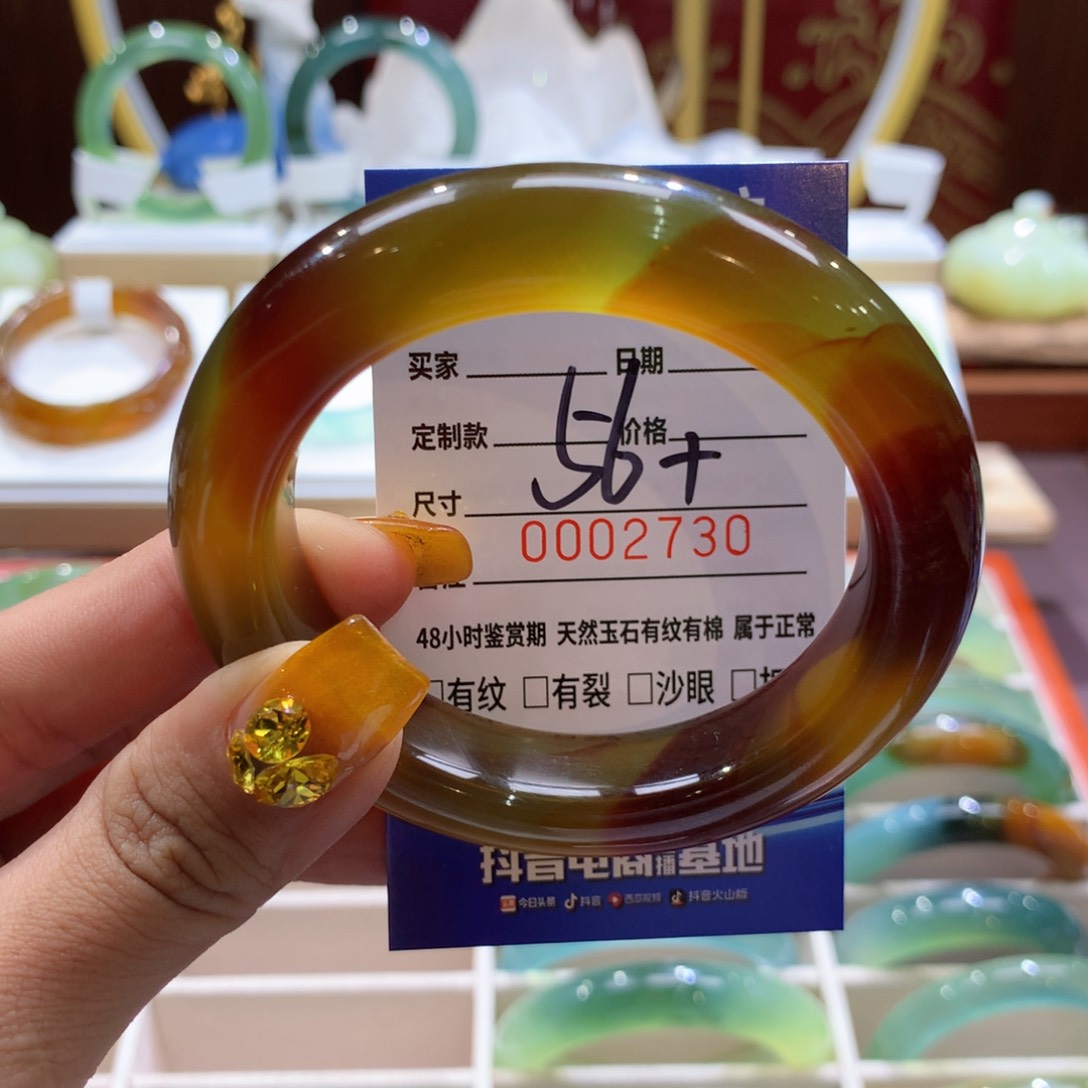 买家 日期
定制款 价格
56+
尺寸
0002730
48小时鉴赏期 天然玉石有纹有棉 属于正常
□有纹 □有裂 □沙眼
抖音电商直播基地
今日头条 抖音 西瓜视频 抖音火山版